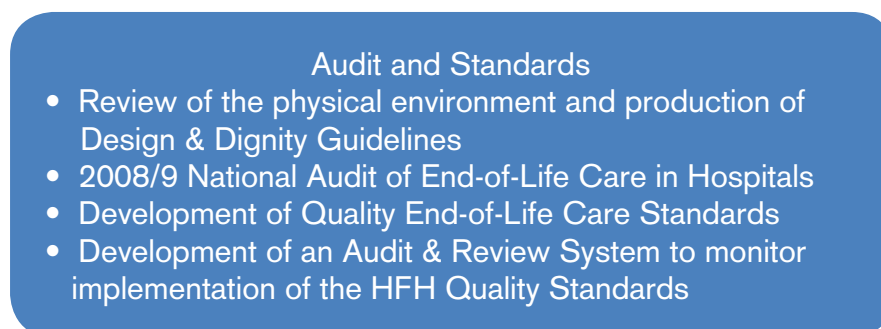 Audit and Standards
• Review of the physical environment and production of
Design & Dignity Guidelines
• 2008/9 National Audit of End-of-Life Care in Hospitals
• Development of Quality End-of-Life Care Standards
• Development of an Audit & Review System to monitor
implementation of the HFH Quality Standards